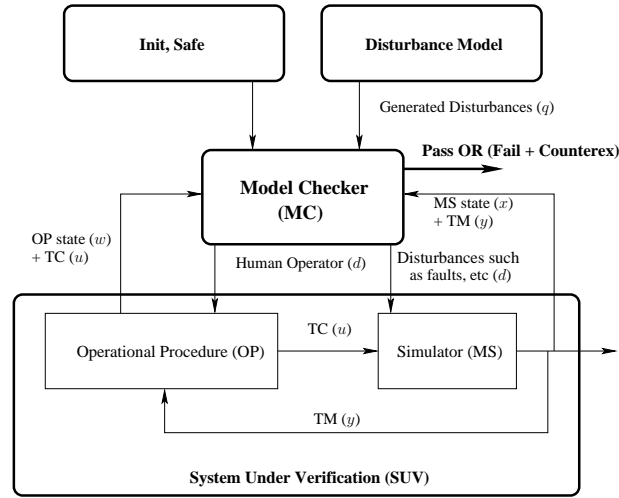 Init, Safe
Disturbance Model
Generated Disturbances (q)
Pass OR (Fail + Counterex)
Model Checker
(MC)
MS state (x)
+ TM (y)
OP state (w)
+ TC (u)
Human Operator (d)
Disturbances such
as faults, etc (d)
Operational Procedure (OP)
TC (u)
Simulator (MS)
TM (y)
System Under Verification (SUV)